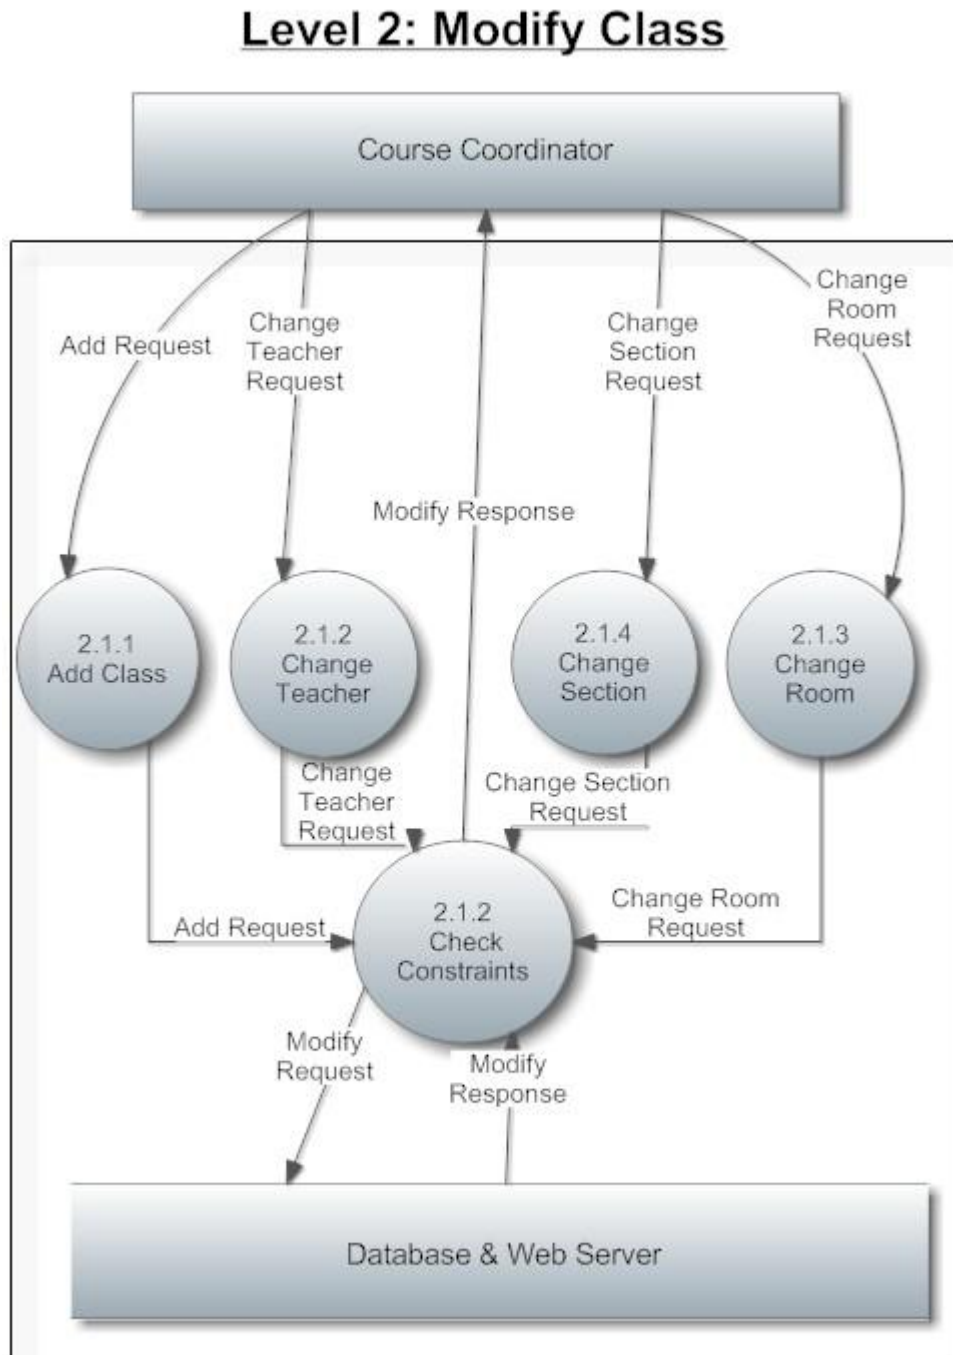 Level 2: Modify Class
Course Coordinator
Add Request
Change
Teacher
Request
Change
Section
Request
Change
Room
Request
Modify Response
2.1.1
Add Class
2.1.2
Change
Teacher
2.1.4
Change
Section
2.1.3
Change
Room
Change
Teacher
Request
Change Section
Request
Add Request
2.1.2
Check
Constraints
Change Room
Request
Modify
Request
Modify
Response
Database & Web Server